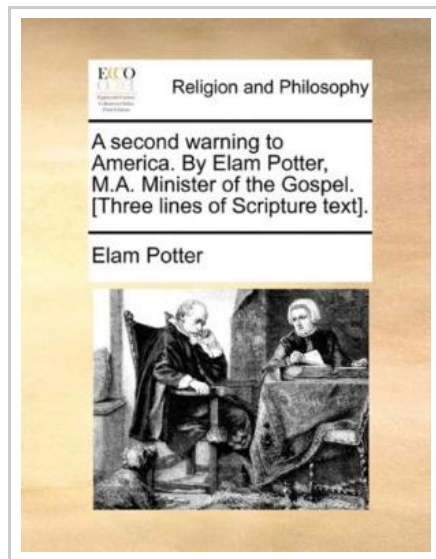 ECCO
Religion and Philosophy
A second warning to
America. By Elam Potter,
M.A. Minister of the Gospel.
[Three lines of Scripture text].
Elam Potter